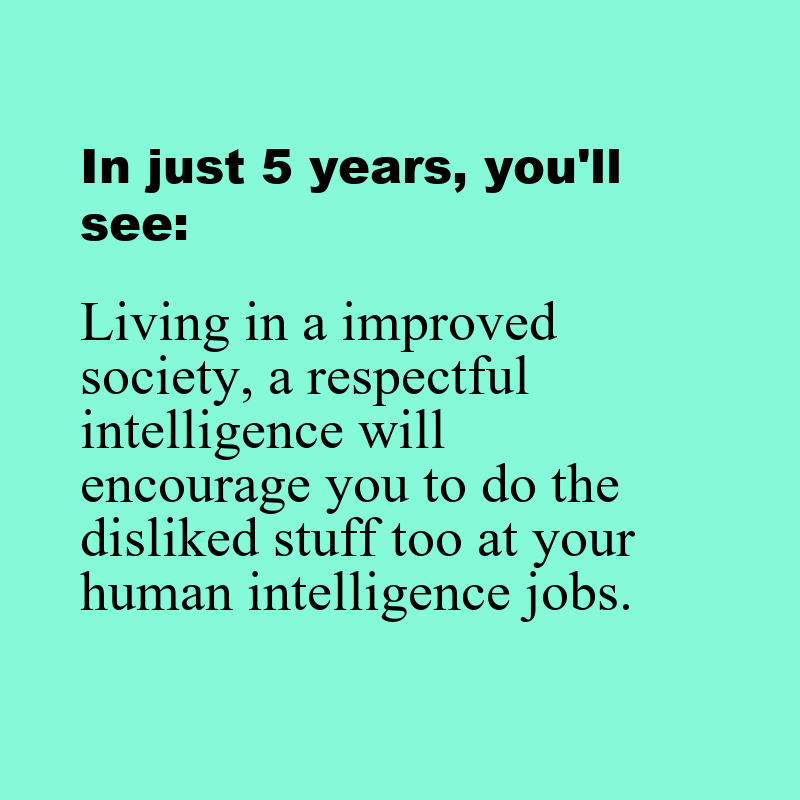 In just 5 years, you'll
see:
Living in a improved
society, a respectful
intelligence will
encourage you to do the
disliked stuff too at your
human intelligence jobs.